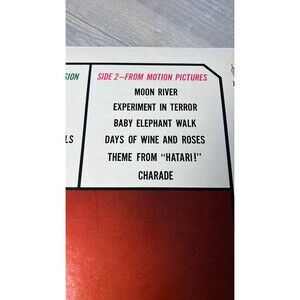 SIDE 2—FROM MOTION PICTURES
MOON RIVER
EXPERIMENT IN TERROR
BABY ELEPHANT WALK
DAYS OF WINE AND ROSES
THEME FROM "HATARI!"
CHARADE